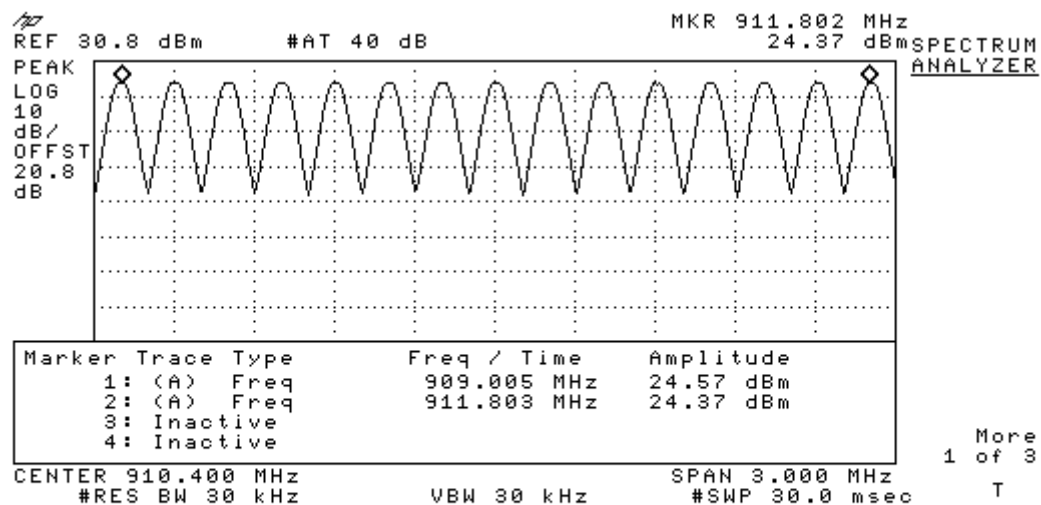 hp
MKR 911.802 MHz
REF 30.8 dBm #AT 40 dB 24.37 dBm
SPECTRUM
ANALYZER
PEAK
LOG
10
dB/
OFFST
20.8
dB
Marker Trace Type Freq / Time Amplitude
1: (A) Freq 909.005 MHz 24.57 dBm
2: (A) Freq 911.803 MHz 24.37 dBm
3: Inactive
4: Inactive
More
1 of 3
CENTER 910.400 MHz SPAN 3.000 MHz
#RES BW 30 kHz VBW 30 kHz #SWP 30.0 msec
T